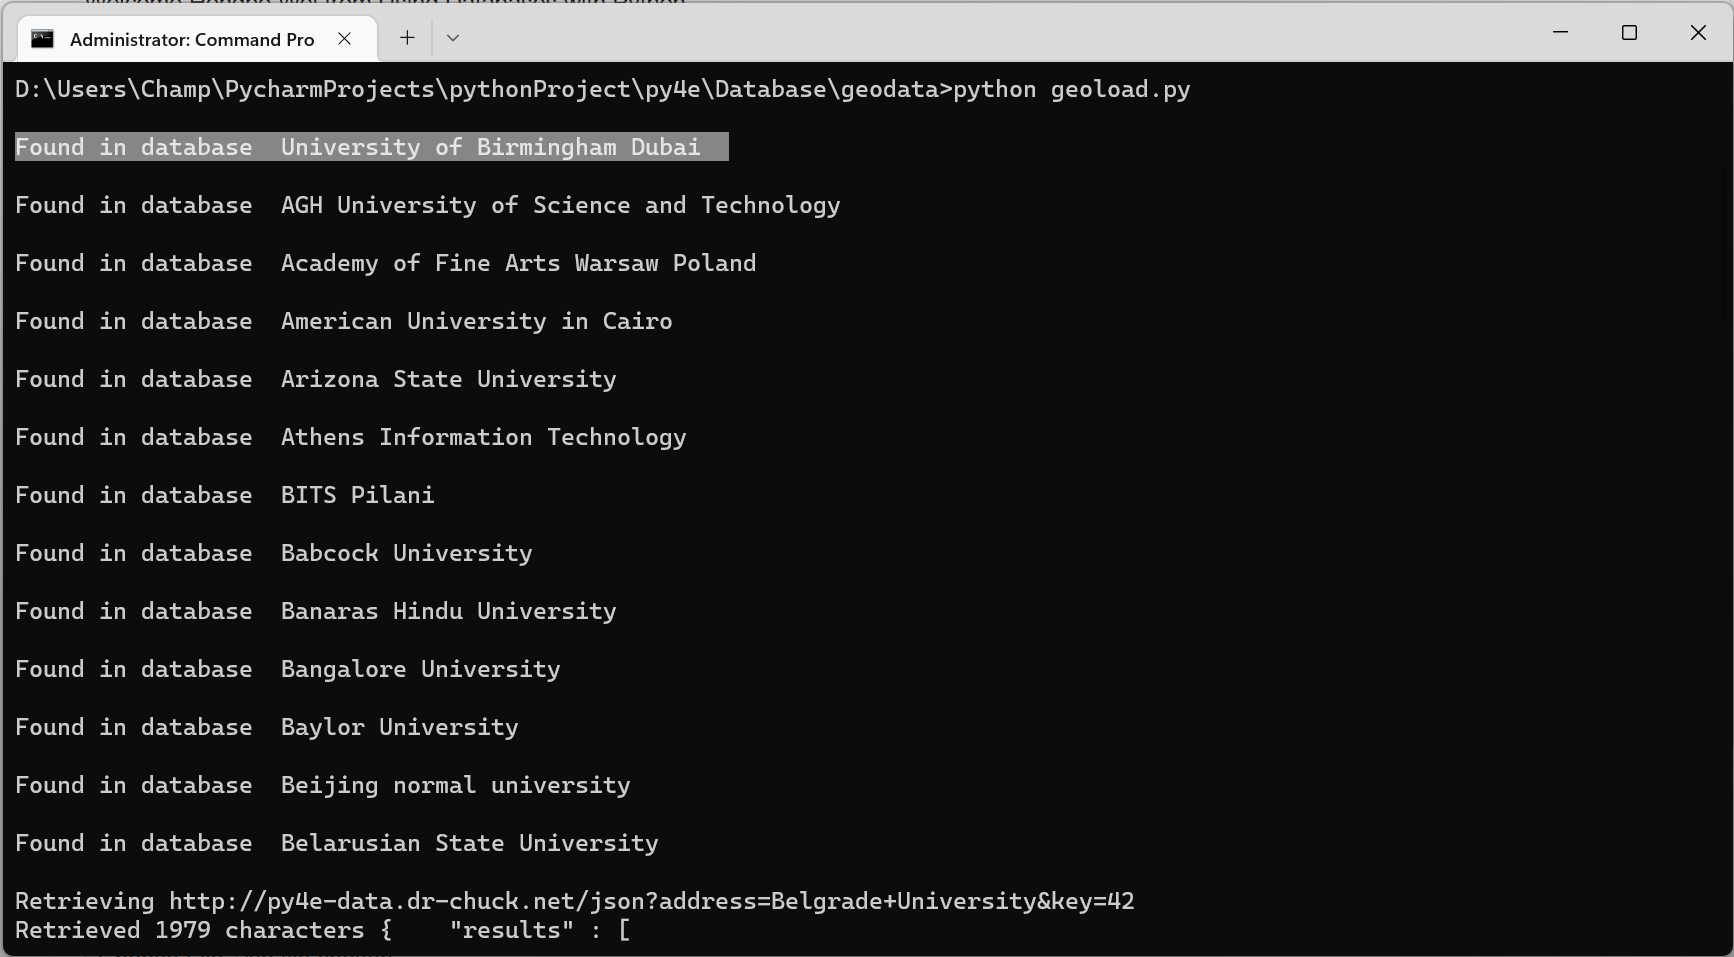 Administrator: Command Pro
D:\Users\Champ\PycharmProjects\pythonProject\py4e\Database\geodata>python geoload.py
Found in database  University of Birmingham Dubai
Found in database  AGH University of Science and Technology
Found in database  Academy of Fine Arts Warsaw Poland
Found in database  American University in Cairo
Found in database  Arizona State University
Found in database  Athens Information Technology
Found in database  BITS Pilani
Found in database  Babcock University
Found in database  Banaras Hindu University
Found in database  Bangalore University
Found in database  Baylor University
Found in database  Beijing normal university
Found in database  Belarusian State University
Retrieving http://py4e-data.dr-chuck.net/json?address=Belgrade+University&key=42
Retrieved 1979 characters {    "results" : [